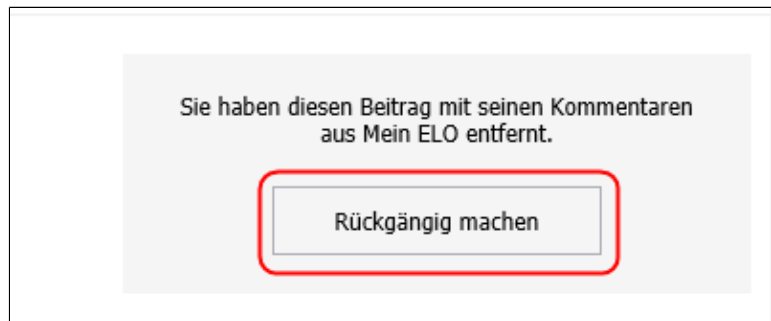 Sie haben diesen Beitrag mit seinen Kommentaren
aus Mein ELO entfernt.
Rückgängig machen